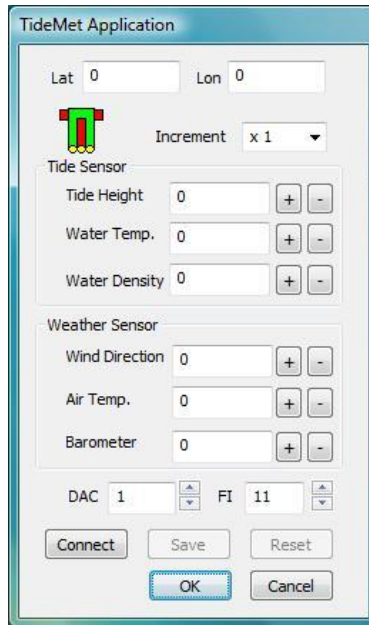 TideMet Application
Lat 0 Lon 0
Increment x 1
Tide Sensor
Tide Height 0 + -
Water Temp. 0 + -
Water Density 0 + -
Weather Sensor
Wind Direction 0 + -
Air Temp. 0 + -
Barometer 0 + -
DAC 1 FI 11
Connect Save Reset
OK Cancel